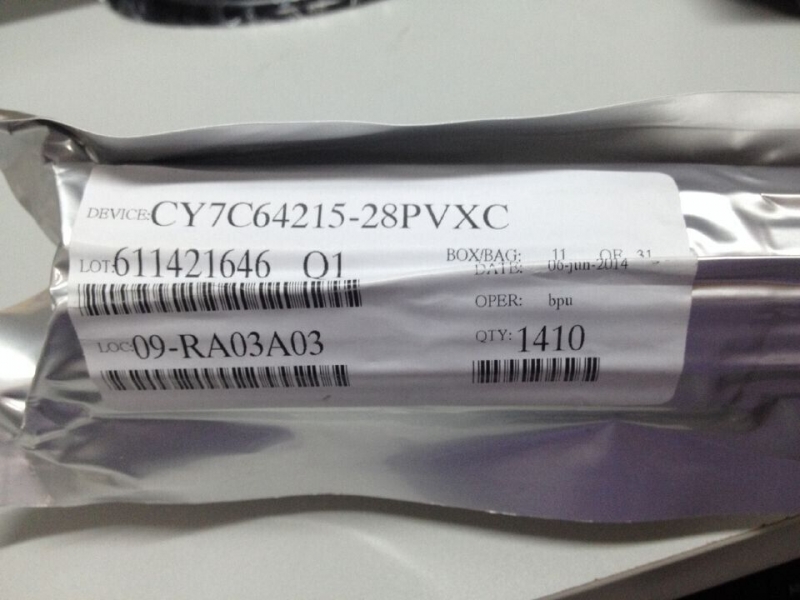 DEVICE:CY7C64215-28PVXC
LOT:611421646 Q1
BOX/BAG: 11 OF 31
DATE: 06-jun-2014
OPER: bpu
LOC:09-RA03A03
QTY:1410